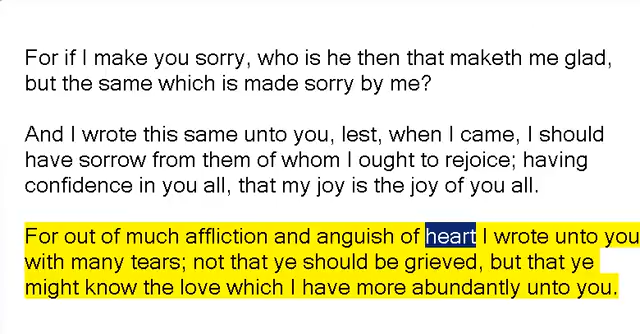 For if I make you sorry, who is he then that maketh me glad,
but the same which is made sorry by me?
And I wrote this same unto you, lest, when I came, I should
have sorrow from them of whom I ought to rejoice; having
confidence in you all, that my joy is the joy of you all.
For out of much affliction and anguish of heart I wrote unto you
with many tears; not that ye should be grieved, but that ye
might know the love which I have more abundantly unto you.